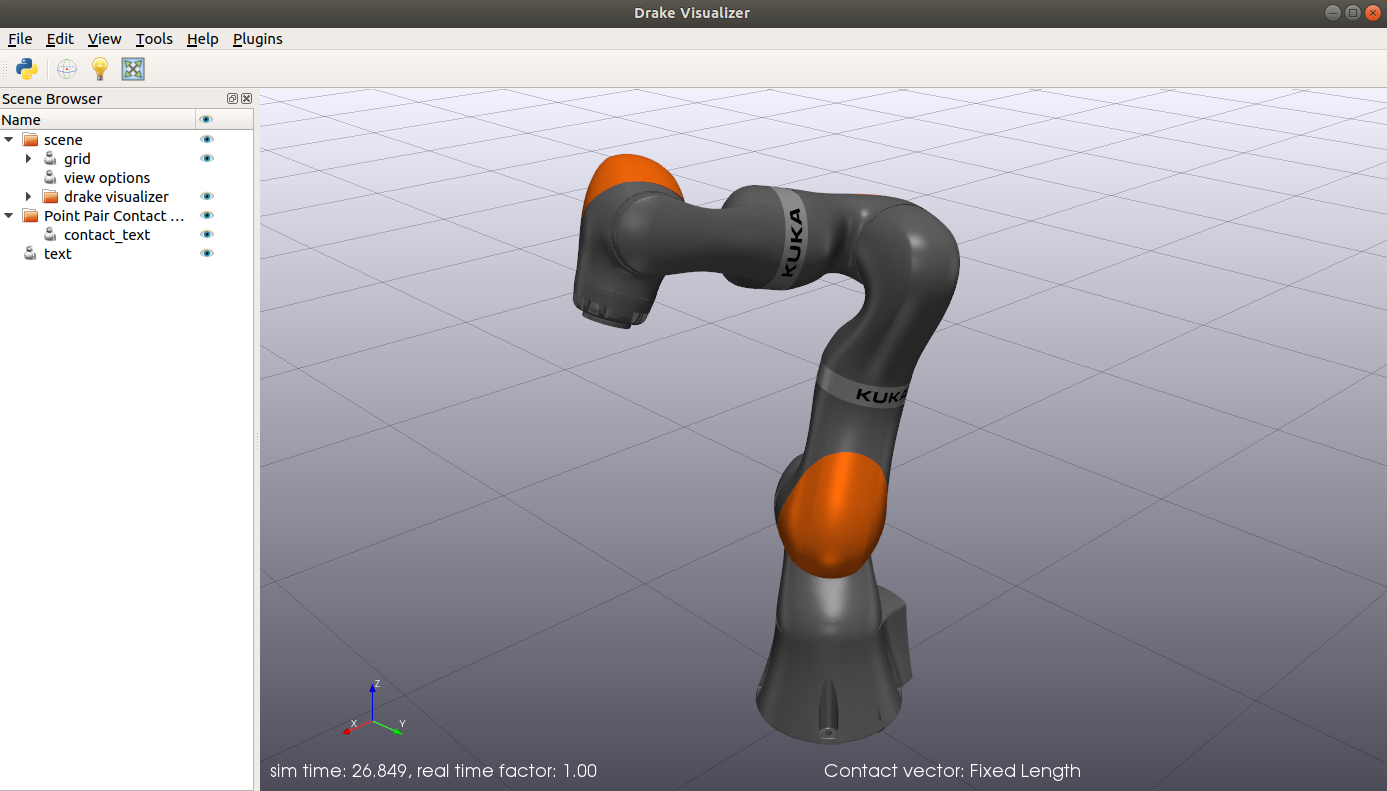 Drake Visualizer
File Edit View Tools Help Plugins
Scene Browser
Name
scene
grid
view options
drake visualizer
Point Pair Contact ...
contact_text
text
KUKA
KUKA
Z
X
Y
sim time: 26.849, real time factor: 1.00
Contact vector: Fixed Length